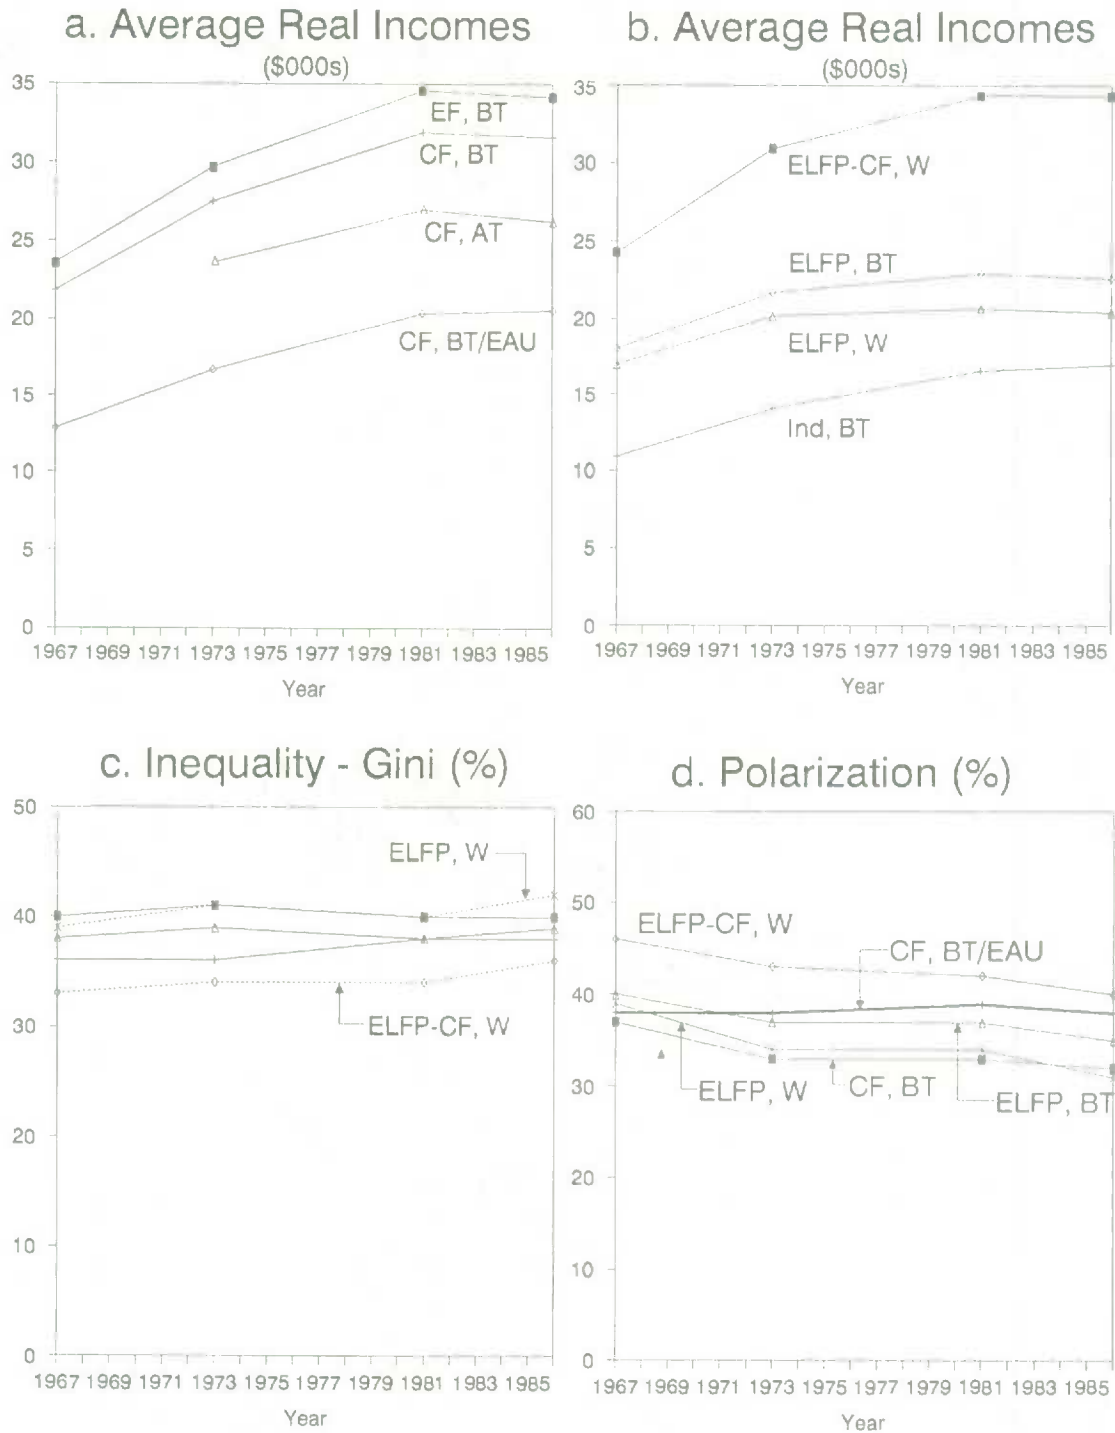 a. Average Real Incomes
($000s)
35
30
25
20
15
10
5
0
EF, BT
CF, BT
CF, AT
CF, BT/EAU
1967 1969 1971 1973 1975 1977 1979 1981 1983 1985
Year
b. Average Real Incomes
($000s)
35
30
25
20
15
10
5
0
ELFP-CF, W
ELFP, BT
ELFP, W
Ind, BT
1967 1969 1971 1973 1975 1977 1979 1981 1983 1985
Year
c. Inequality - Gini (%)
50
40
30
20
10
0
ELFP, W
ELFP-CF, W
1967 1969 1971 1973 1975 1977 1979 1981 1983 1985
Year
d. Polarization (%)
60
50
40
30
20
10
0
ELFP-CF, W
CF, BT/EAU
ELFP, W
CF, BT
ELFP, BT
1967 1969 1971 1973 1975 1977 1979 1981 1983 1985
Year